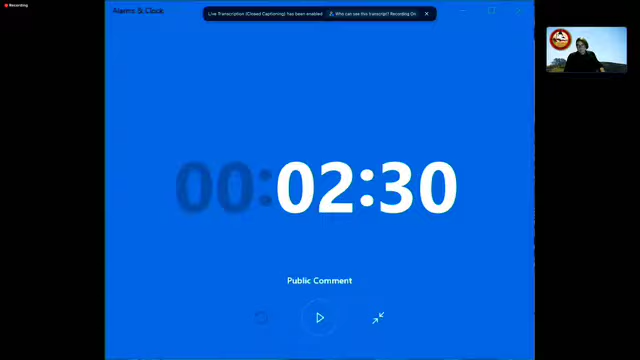 Recording
Alarms & Clock
Live Transcription (Closed Captioning) has been enabled
Who can see this transcript? Recording On
00:02:30
Public Comment